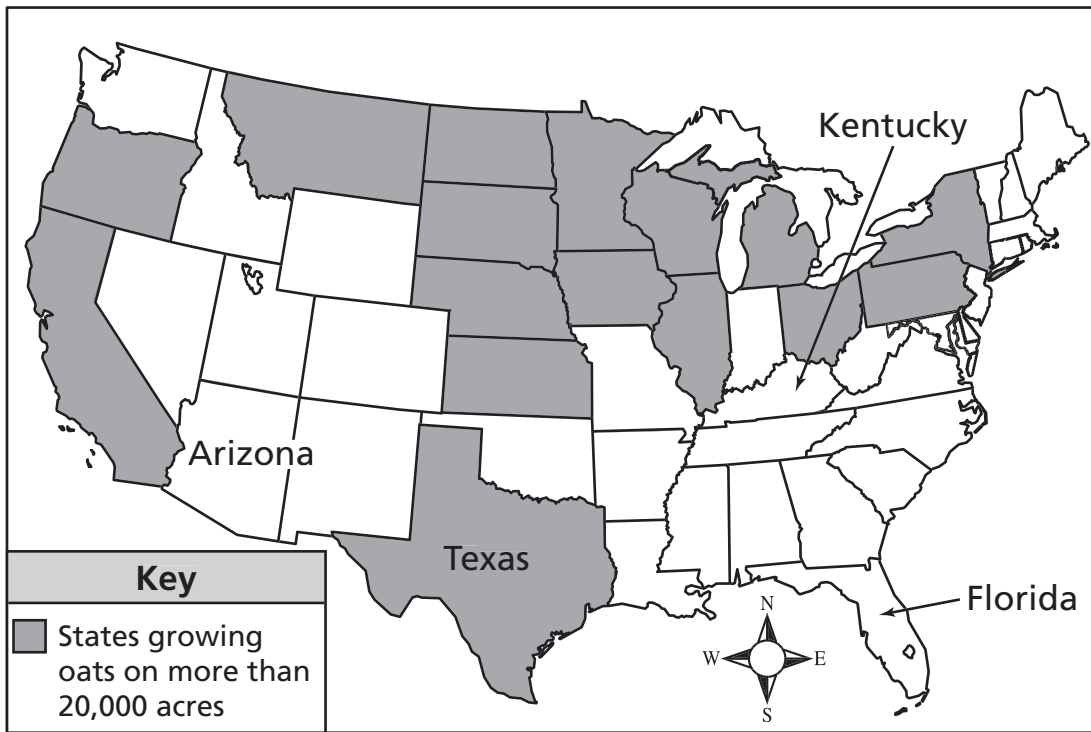 Kentucky
Arizona
Texas
Florida
N
W E
S
Key
States growing
oats on more than
20,000 acres